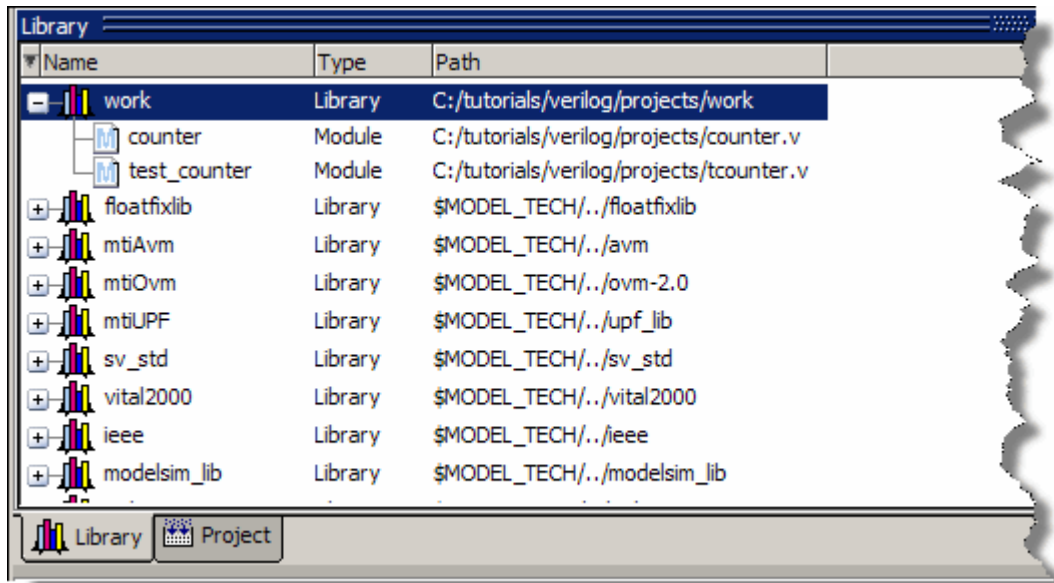 Library
Name Type Path
work Library C:/tutorials/verilog/projects/work
counter Module C:/tutorials/verilog/projects/counter.v
test_counter Module C:/tutorials/verilog/projects/tcounter.v
floatfixlib Library $MODEL_TECH/../floatfixlib
mtiAvm Library $MODEL_TECH/../avm
mtiOvm Library $MODEL_TECH/../ovm-2.0
mtiUPF Library $MODEL_TECH/../upf_lib
sv_std Library $MODEL_TECH/../sv_std
vital2000 Library $MODEL_TECH/../vital2000
ieee Library $MODEL_TECH/../ieee
modelsim_lib Library $MODEL_TECH/../modelsim_lib
Library Project